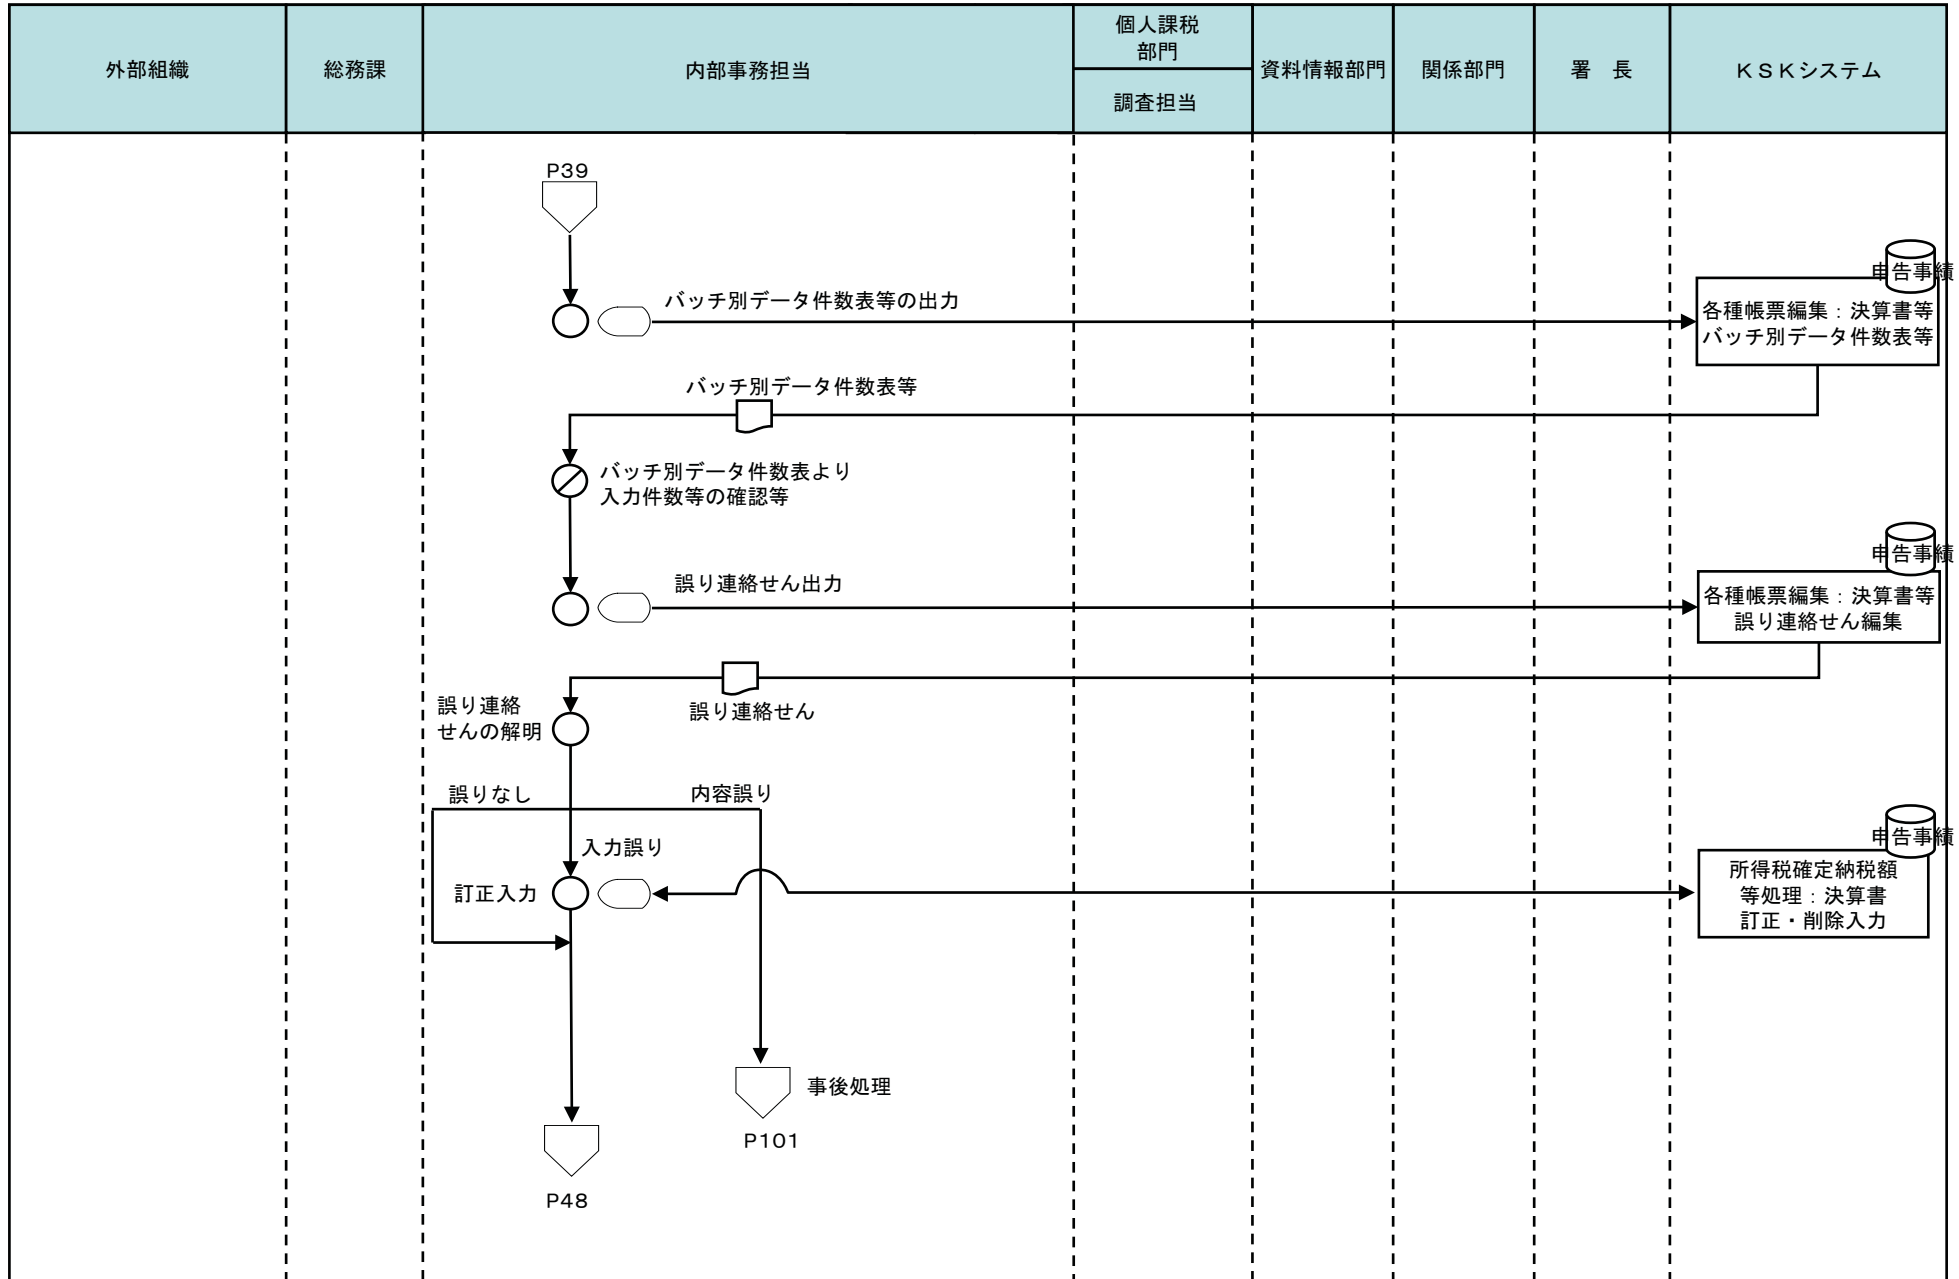 外部組織
総務課
内部事務担当
個人課税
部門
調査担当
資料情報部門
関係部門
署　長
ＫＳＫシステム
P39
申告事績
バッチ別データ件数表等の出力
各種帳票編集：決算書等
バッチ別データ件数表等
バッチ別データ件数表等
バッチ別データ件数表より
入力件数等の確認等
申告事績
誤り連絡せん出力
各種帳票編集：決算書等
誤り連絡せん編集
誤り連絡
せんの解明
誤り連絡せん
誤りなし
内容誤り
入力誤り
申告事績
訂正入力
所得税確定納税額
等処理：決算書
訂正・削除入力
事後処理
P101
P48